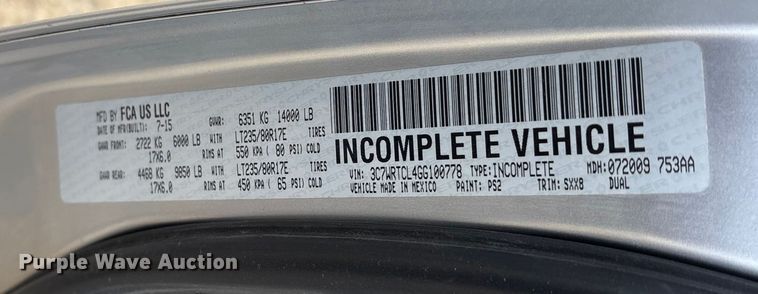 MFD BY FCA US LLC
DATE OF MFR(BUILT): 7-15 GVWR: 6351 KG 14000 LB
GAWR FRONT: 2722 KG 6000 LB WITH LT235/80R17E TIRES
17X6.0 RIMS AT 550 KPA ( 80 PSI) COLD
GAWR REAR: 4468 KG 9850 LB WITH LT235/80R17E TIRES
17X6.0 RIMS AT 450 KPA ( 65 PSI) COLD
INCOMPLETE VEHICLE
VIN: 3C7WRTCL4GG100778 TYPE: INCOMPLETE MDH: 072009 753AA
VEHICLE MADE IN MEXICO PAINT: PS2 TRIM: SXX8 DUAL
Purple Wave Auction